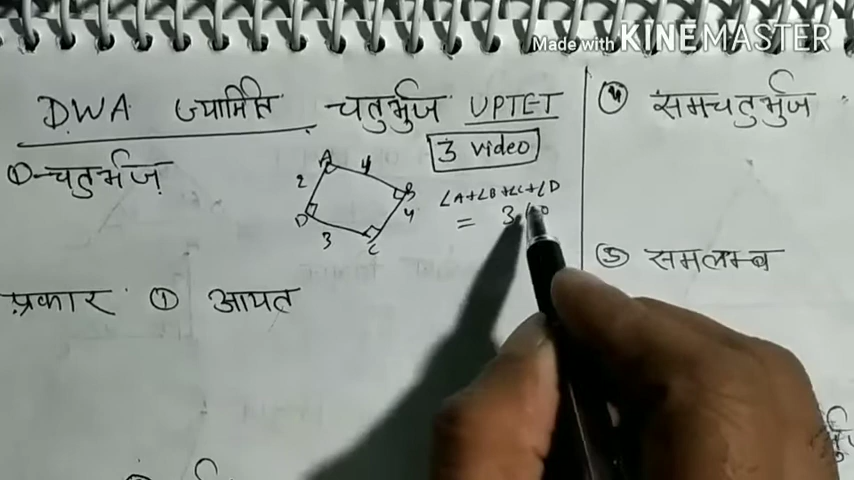 Made with KINEMASTER
DWA ज्यामिति चतुर्भुज UPTET
3 video
① चतुर्भुज
A
4
2
B
D
4
3
C
∠A+∠B+∠C+∠D
=
प्रकार ① आयत
④ समचतुर्भुज
⑤ समलम्ब